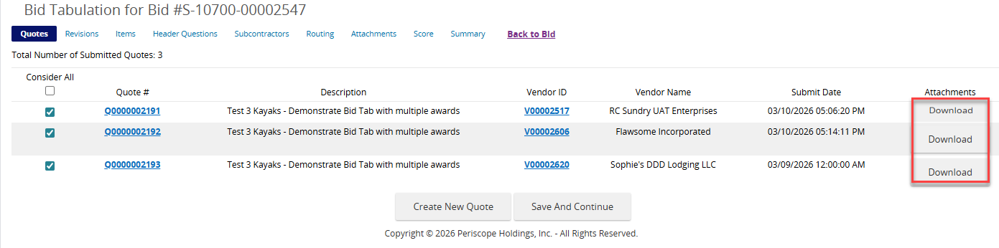 Bid Tabulation for Bid #S-10700-00002547
Quotes Revisions Items Header Questions Subcontractors Routing Attachments Score Summary Back to Bid
Total Number of Submitted Quotes: 3
Consider All
Quote # Description Vendor ID Vendor Name Submit Date Attachments
Q0000002191 Test 3 Kayaks - Demonstrate Bid Tab with multiple awards V00002517 RC Sundry UAT Enterprises 03/10/2026 05:06:20 PM Download
Q0000002192 Test 3 Kayaks - Demonstrate Bid Tab with multiple awards V00002606 Flawsome Incorporated 03/10/2026 05:14:11 PM Download
Q0000002193 Test 3 Kayaks - Demonstrate Bid Tab with multiple awards V00002620 Sophie's DDD Lodging LLC 03/09/2026 12:00:00 AM Download
Create New Quote Save And Continue
Copyright © 2026 Periscope Holdings, Inc. - All Rights Reserved.